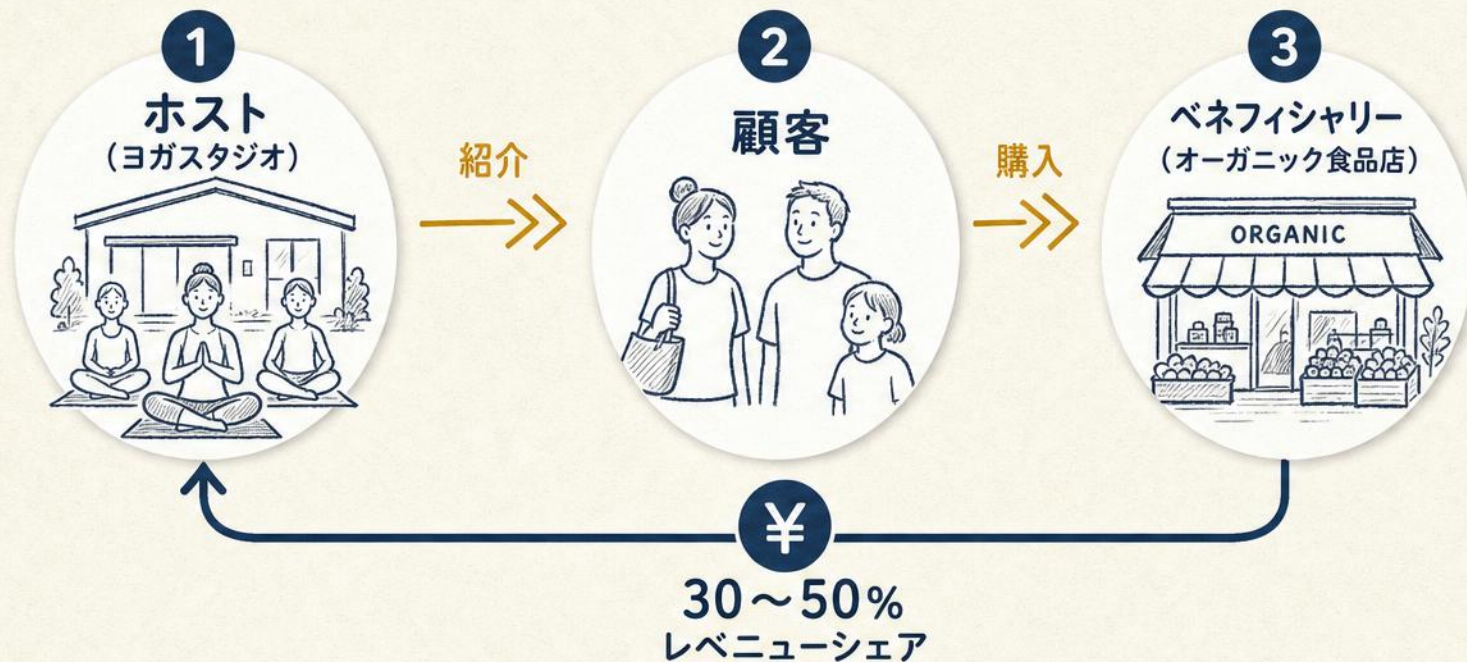 1
ホスト
(ヨガスタジオ)
紹介
2
顧客
購入
3
ベネフィシャリー
(オーガニック食品店)
ORGANIC
¥
30〜50%
レベニューシェア